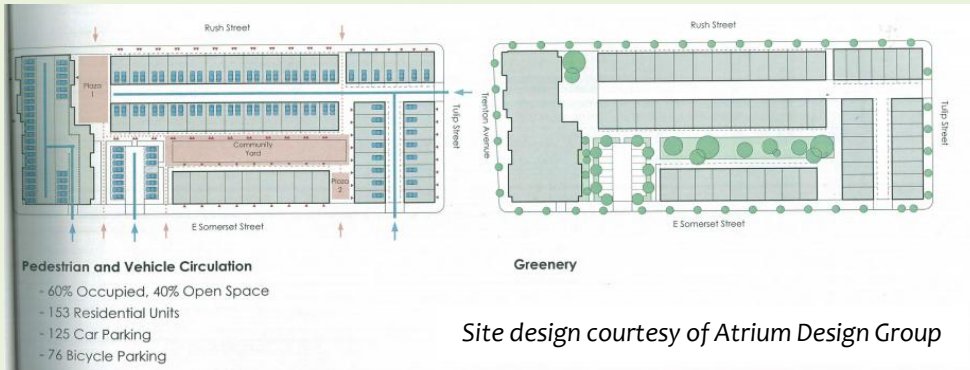 Rush Street
Plaza
1
Community
Yard
Plaza
2
Tulip Street
E Somerset Street
Pedestrian and Vehicle Circulation
- 60% Occupied, 40% Open Space
- 153 Residential Units
- 125 Car Parking
- 76 Bicycle Parking
Rush Street
Trenton Avenue
Tulip Street
E Somerset Street
Greenery
Site design courtesy of Atrium Design Group